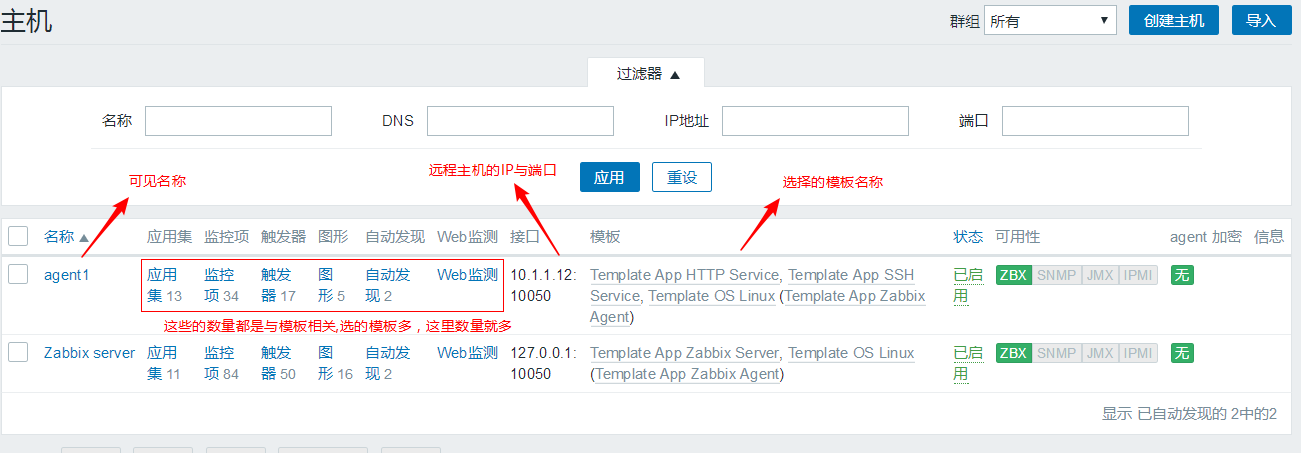 主机
群组 所有 ▼ 创建主机 导入
过滤器 ▲
名称 DNS IP地址 端口
可见名称 远程主机的IP与端口 应用 重设 选择的模板名称
名称 ▲ 应用集 监控项 触发器 图形 自动发现 Web监测 接口 模板 状态 可用性 agent 加密 信息
agent1 应用 监控 触发 图 自动发 Web监测 10.1.1.12: Template App HTTP Service, Template App SSH 已启 ZBX SNMP JMX IPMI 无
集 13 项 34 器 17 形 5 现 2 10050 Service, Template OS Linux (Template App Zabbix 用
Agent)
这些的数量都是与模板相关,选的模板多，这里数量就多
Zabbix server 应用 监控 触发 图 自动发 Web监测 127.0.0.1: Template App Zabbix Server, Template OS Linux 已启 ZBX SNMP JMX IPMI 无
集 11 项 84 器 50 形 16 现 2 10050 (Template App Zabbix Agent) 用
显示 已自动发现的 2中的2